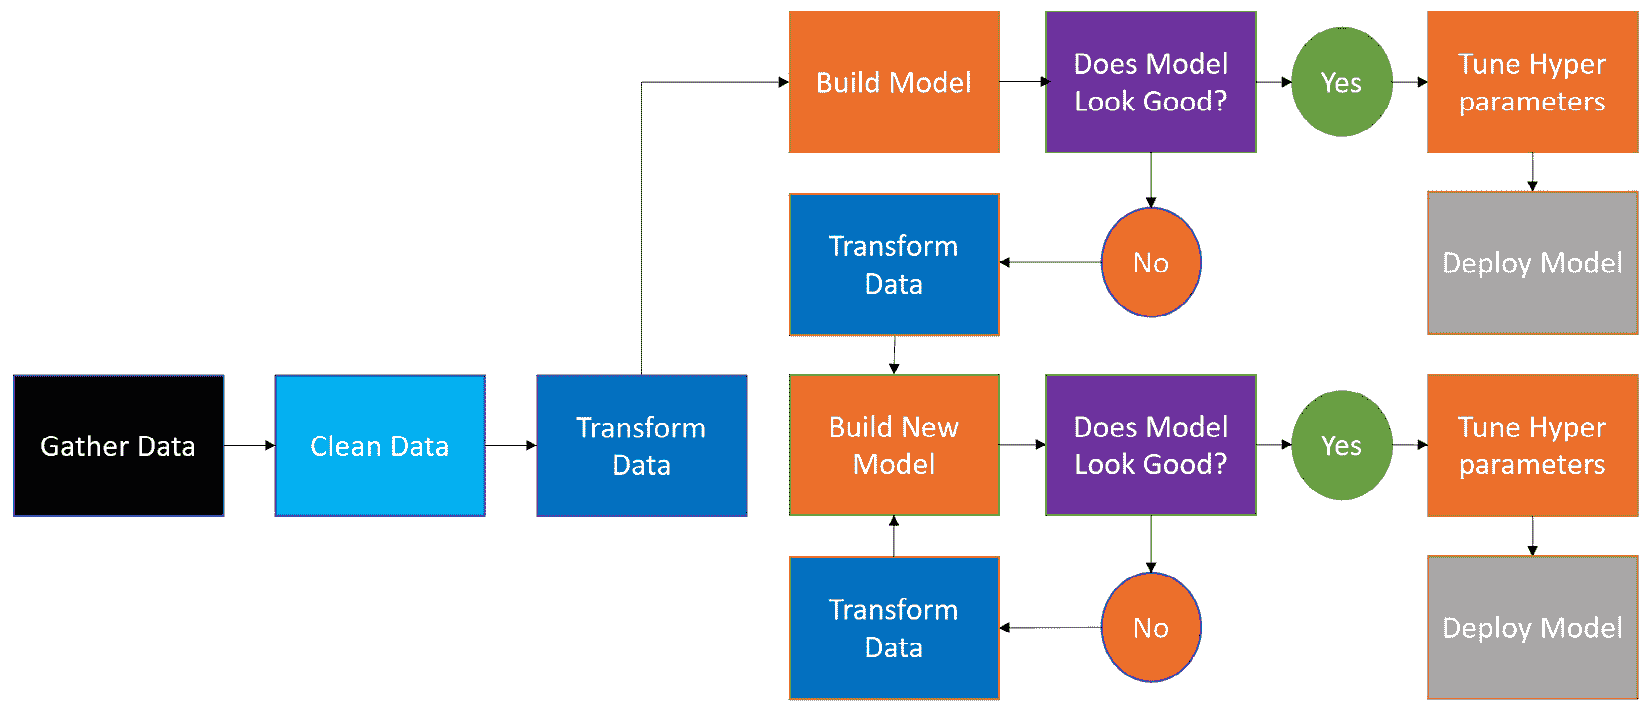 Build Model
Does Model
Look Good?
Yes
Tune Hyper
parameters
Transform
Data
No
Deploy Model
Gather Data
Clean Data
Transform
Data
Build New
Model
Does Model
Look Good?
Yes
Tune Hyper
parameters
Transform
Data
No
Deploy Model